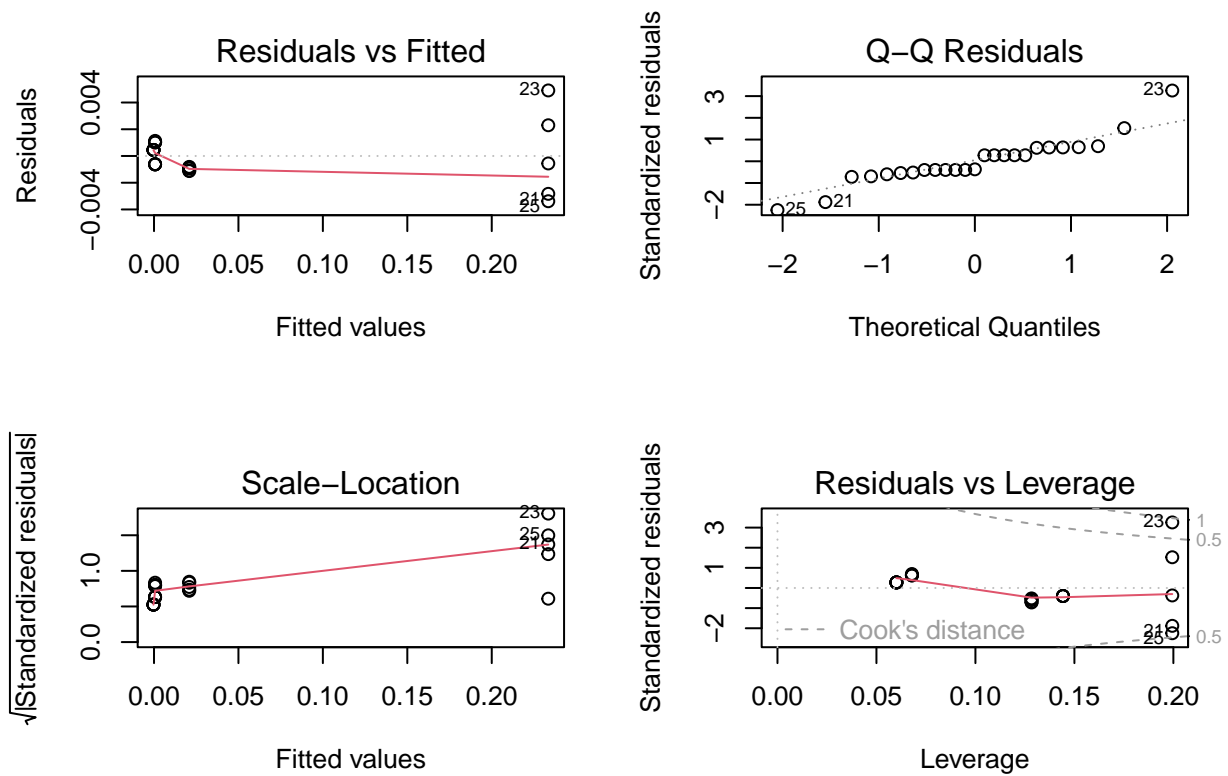 Residuals vs Fitted
Residuals
0.004
−0.004
23
21
25
0.00 0.05 0.10 0.15 0.20
Fitted values
Q−Q Residuals
Standardized residuals
3
1
−2
23
25
21
−2 −1 0 1 2
Theoretical Quantiles
Scale−Location
√|Standardized residuals|
1.0
0.0
23
25
21
0.00 0.05 0.10 0.15 0.20
Fitted values
Residuals vs Leverage
Standardized residuals
3
1
−2
23
21
25
1
0.5
0.5
Cook's distance
0.00 0.05 0.10 0.15 0.20
Leverage